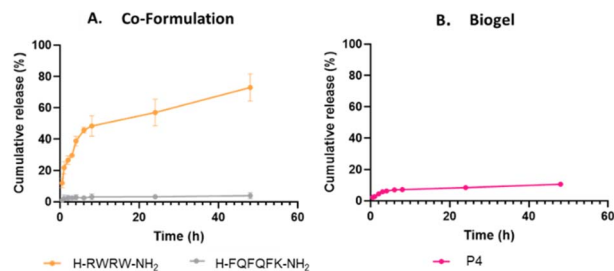 A. Co-Formulation
B. Biogel
Cumulative release (%)
100
80
60
40
20
0
0 20 40 60
Time (h)
Cumulative release (%)
100
80
60
40
20
0
0 20 40 60
Time (h)
H-RWRW-NH₂ H-FQFQFK-NH₂ P4